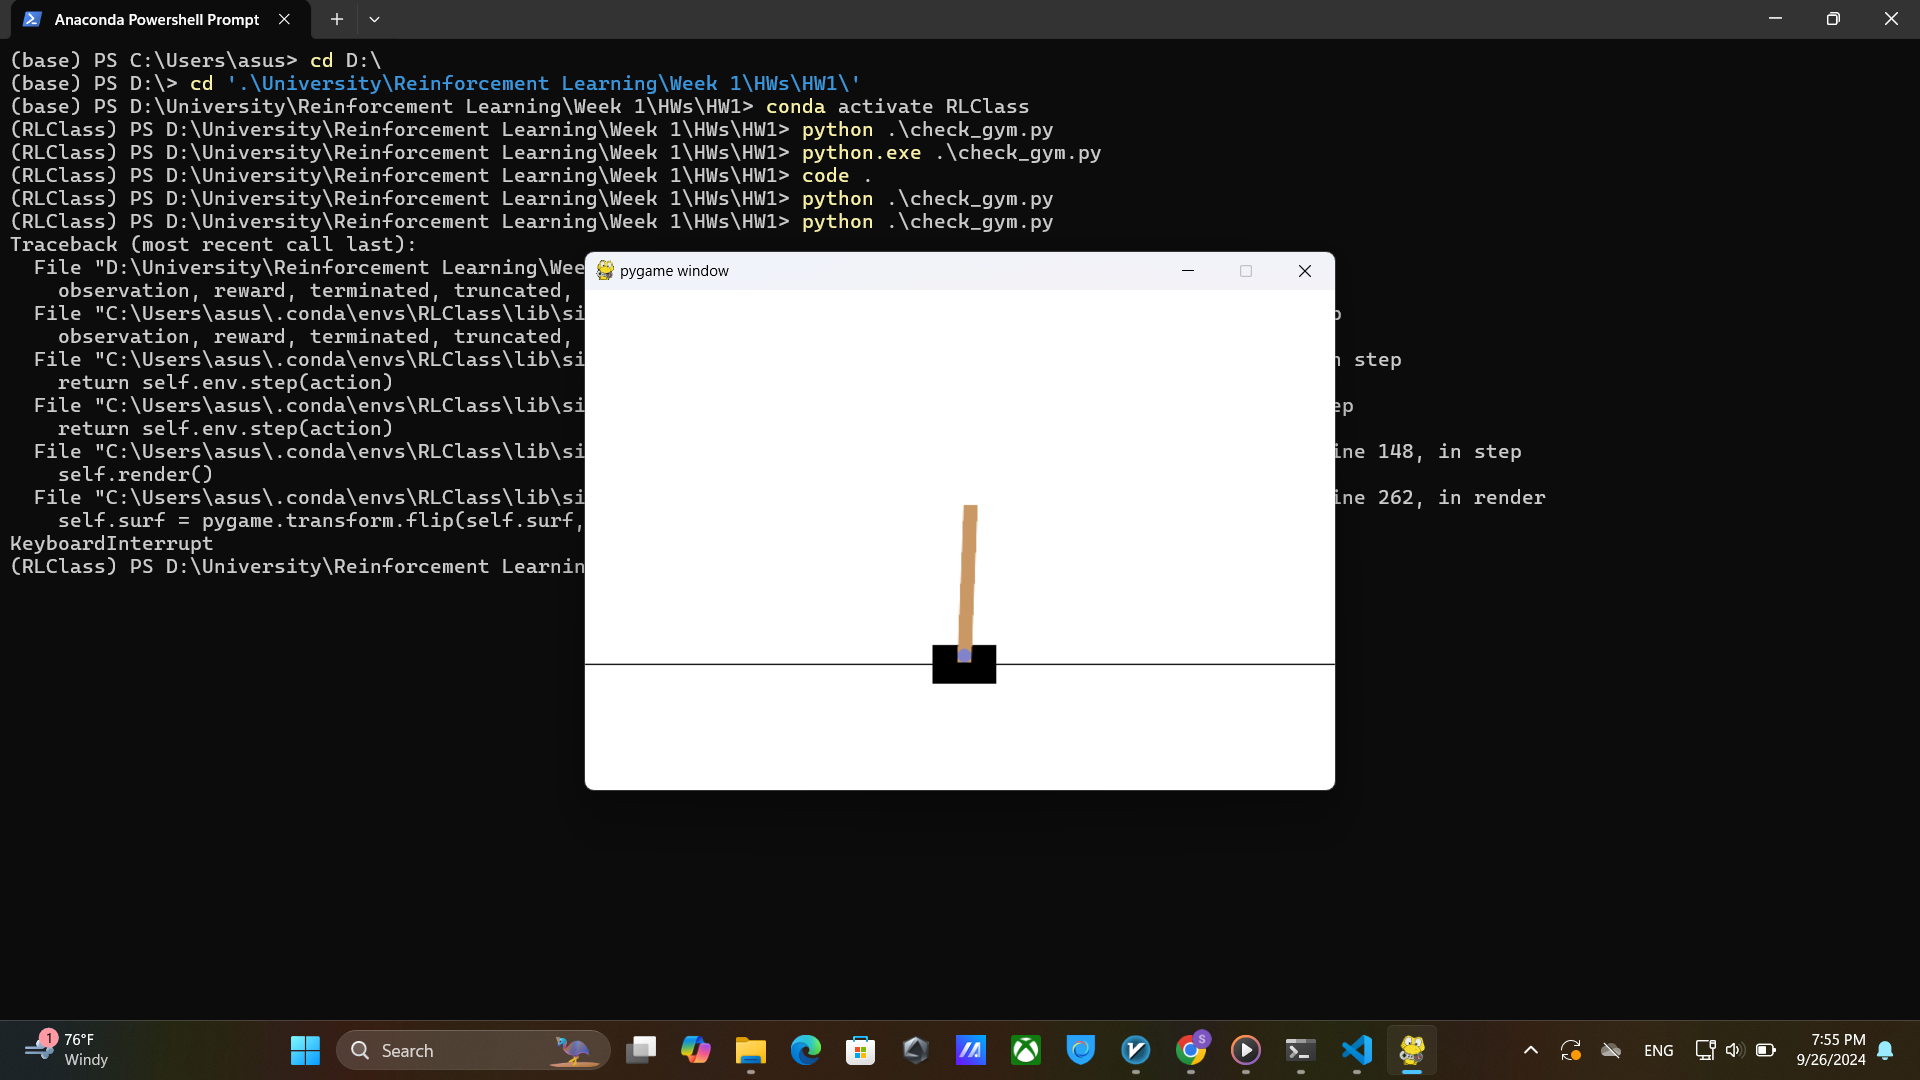 Anaconda Powershell Prompt
(base) PS C:\Users\asus> cd D:\
(base) PS D:\> cd '.\University\Reinforcement Learning\Week 1\HWs\HW1\'
(base) PS D:\University\Reinforcement Learning\Week 1\HWs\HW1> conda activate RLClass
(RLClass) PS D:\University\Reinforcement Learning\Week 1\HWs\HW1> python .\check_gym.py
(RLClass) PS D:\University\Reinforcement Learning\Week 1\HWs\HW1> python.exe .\check_gym.py
(RLClass) PS D:\University\Reinforcement Learning\Week 1\HWs\HW1> code .
(RLClass) PS D:\University\Reinforcement Learning\Week 1\HWs\HW1> python .\check_gym.py
(RLClass) PS D:\University\Reinforcement Learning\Week 1\HWs\HW1> python .\check_gym.py
Traceback (most recent call last):
File "D:\University\Reinforcement Learning\Wee
observation, reward, terminated, truncated,
File "C:\Users\asus\.conda\envs\RLClass\lib\si
observation, reward, terminated, truncated,
File "C:\Users\asus\.conda\envs\RLClass\lib\si step
return self.env.step(action)
File "C:\Users\asus\.conda\envs\RLClass\lib\si ep
return self.env.step(action)
File "C:\Users\asus\.conda\envs\RLClass\lib\si ine 148, in step
self.render()
File "C:\Users\asus\.conda\envs\RLClass\lib\si ine 262, in render
self.surf = pygame.transform.flip(self.surf,
KeyboardInterrupt
(RLClass) PS D:\University\Reinforcement Learnin
pygame window
1
76°F
Windy
Search
S
ENG
7:55 PM
9/26/2024